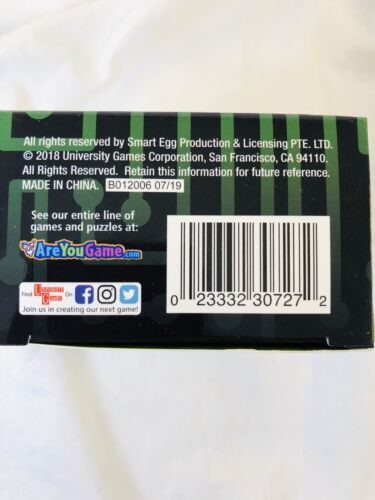 All rights reserved by Smart Egg Production & Licensing PTE. LTD.
© 2018 University Games Corporation, San Francisco, CA 94110.
All Rights Reserved. Retain this information for future reference.
MADE IN CHINA. B012006 07/19
See our entire line of
games and puzzles at:
AreYouGame.com
Find University Games On
Join us in creating our next game!
0 23332 30727 2